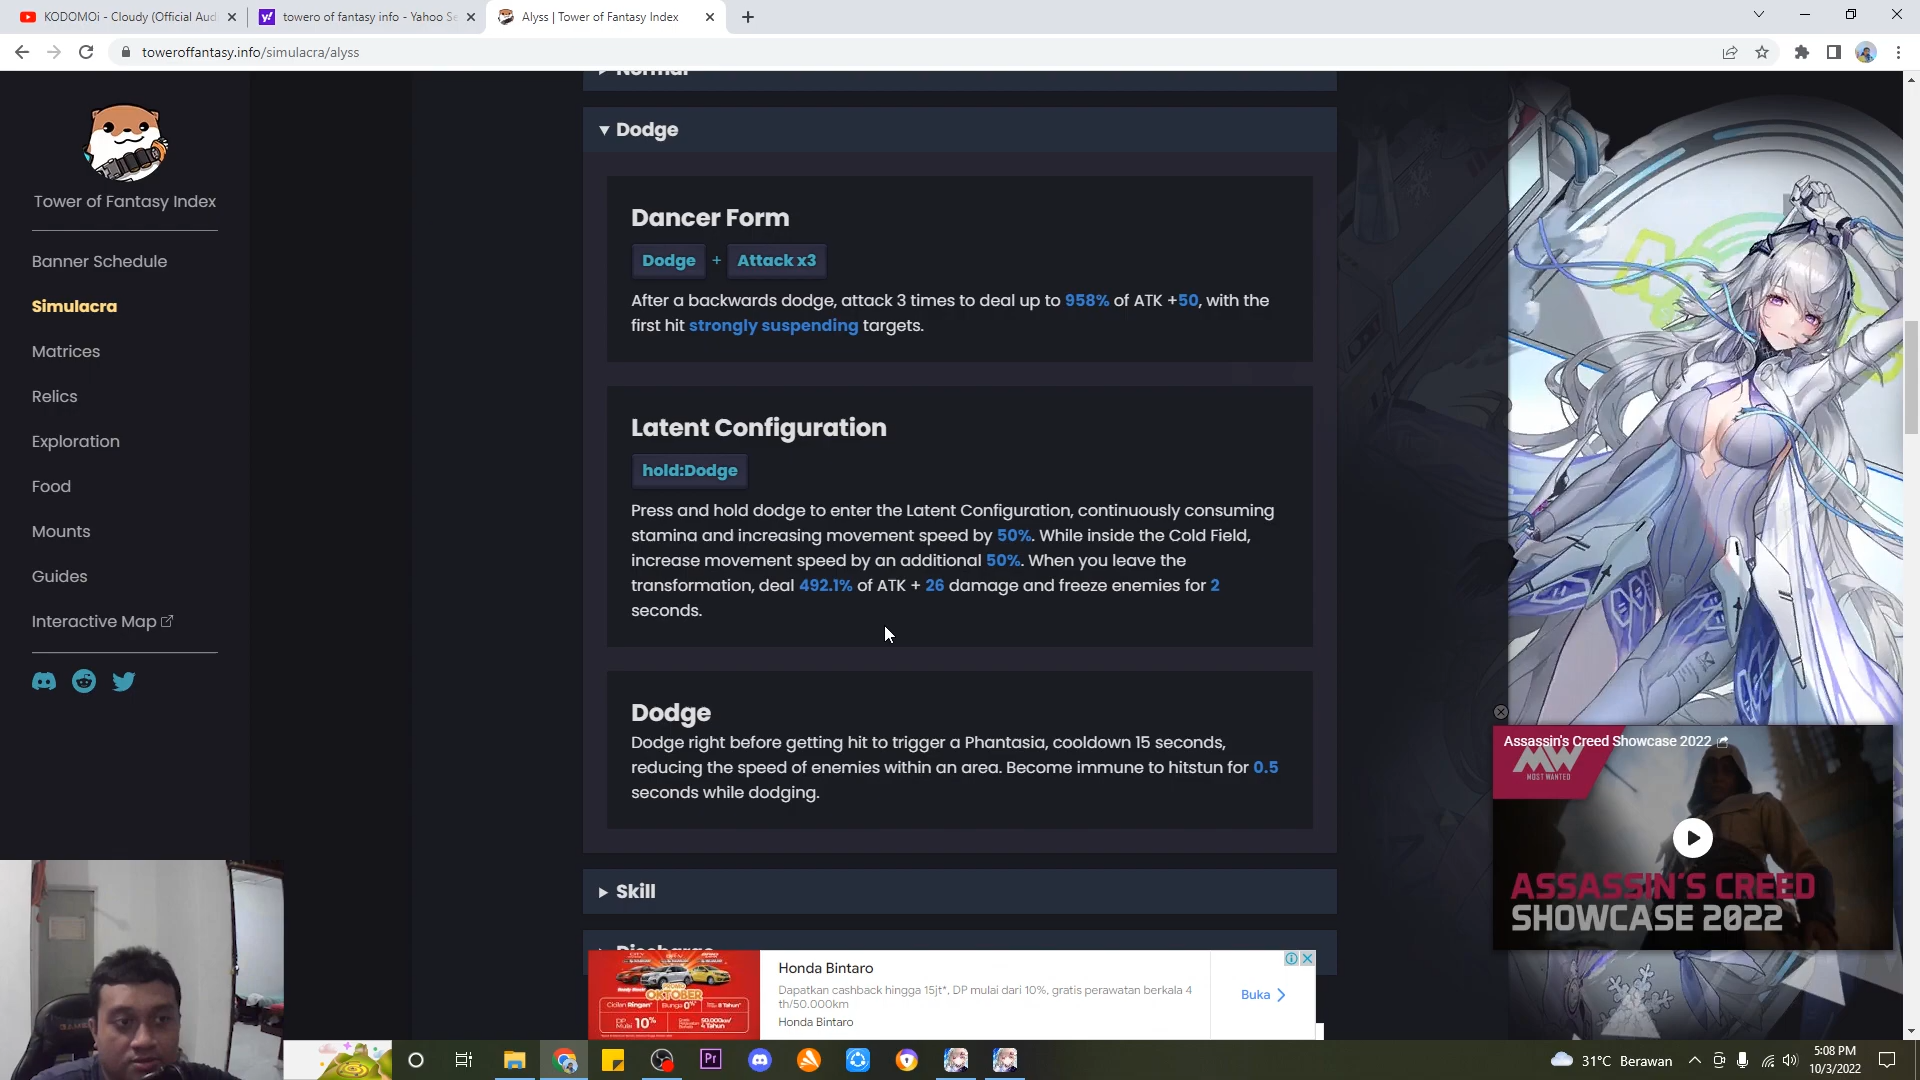 KODOMOi - Cloudy (Official Aud
towero of fantasy info - Yahoo Se
Alyss | Tower of Fantasy Index
toweroffantasy.info/simulacra/alyss
Tower of Fantasy Index
Banner Schedule
Simulacra
Matrices
Relics
Exploration
Food
Mounts
Guides
Interactive Map
Normal
Dodge
Dancer Form
Dodge + Attack x3
After a backwards dodge, attack 3 times to deal up to 958% of ATK +50, with the
first hit strongly suspending targets.
Latent Configuration
hold:Dodge
Press and hold dodge to enter the Latent Configuration, continuously consuming
stamina and increasing movement speed by 50%. While inside the Cold Field,
increase movement speed by an additional 50%. When you leave the
transformation, deal 492.1% of ATK + 26 damage and freeze enemies for 2
seconds.
Dodge
Dodge right before getting hit to trigger a Phantasia, cooldown 15 seconds,
reducing the speed of enemies within an area. Become immune to hitstun for 0.5
seconds while dodging.
Skill
Discharge
Assassin's Creed Showcase 2022
MW
MOST WANTED
ASSASSIN'S CREED
SHOWCASE 2022
OKTOBER
Honda Bintaro
Dapatkan cashback hingga 15jt*, DP mulai dari 10%, gratis perawatan berkala 4
th/50.000km
Honda Bintaro
Buka
31°C Berawan
5:08 PM
10/3/2022